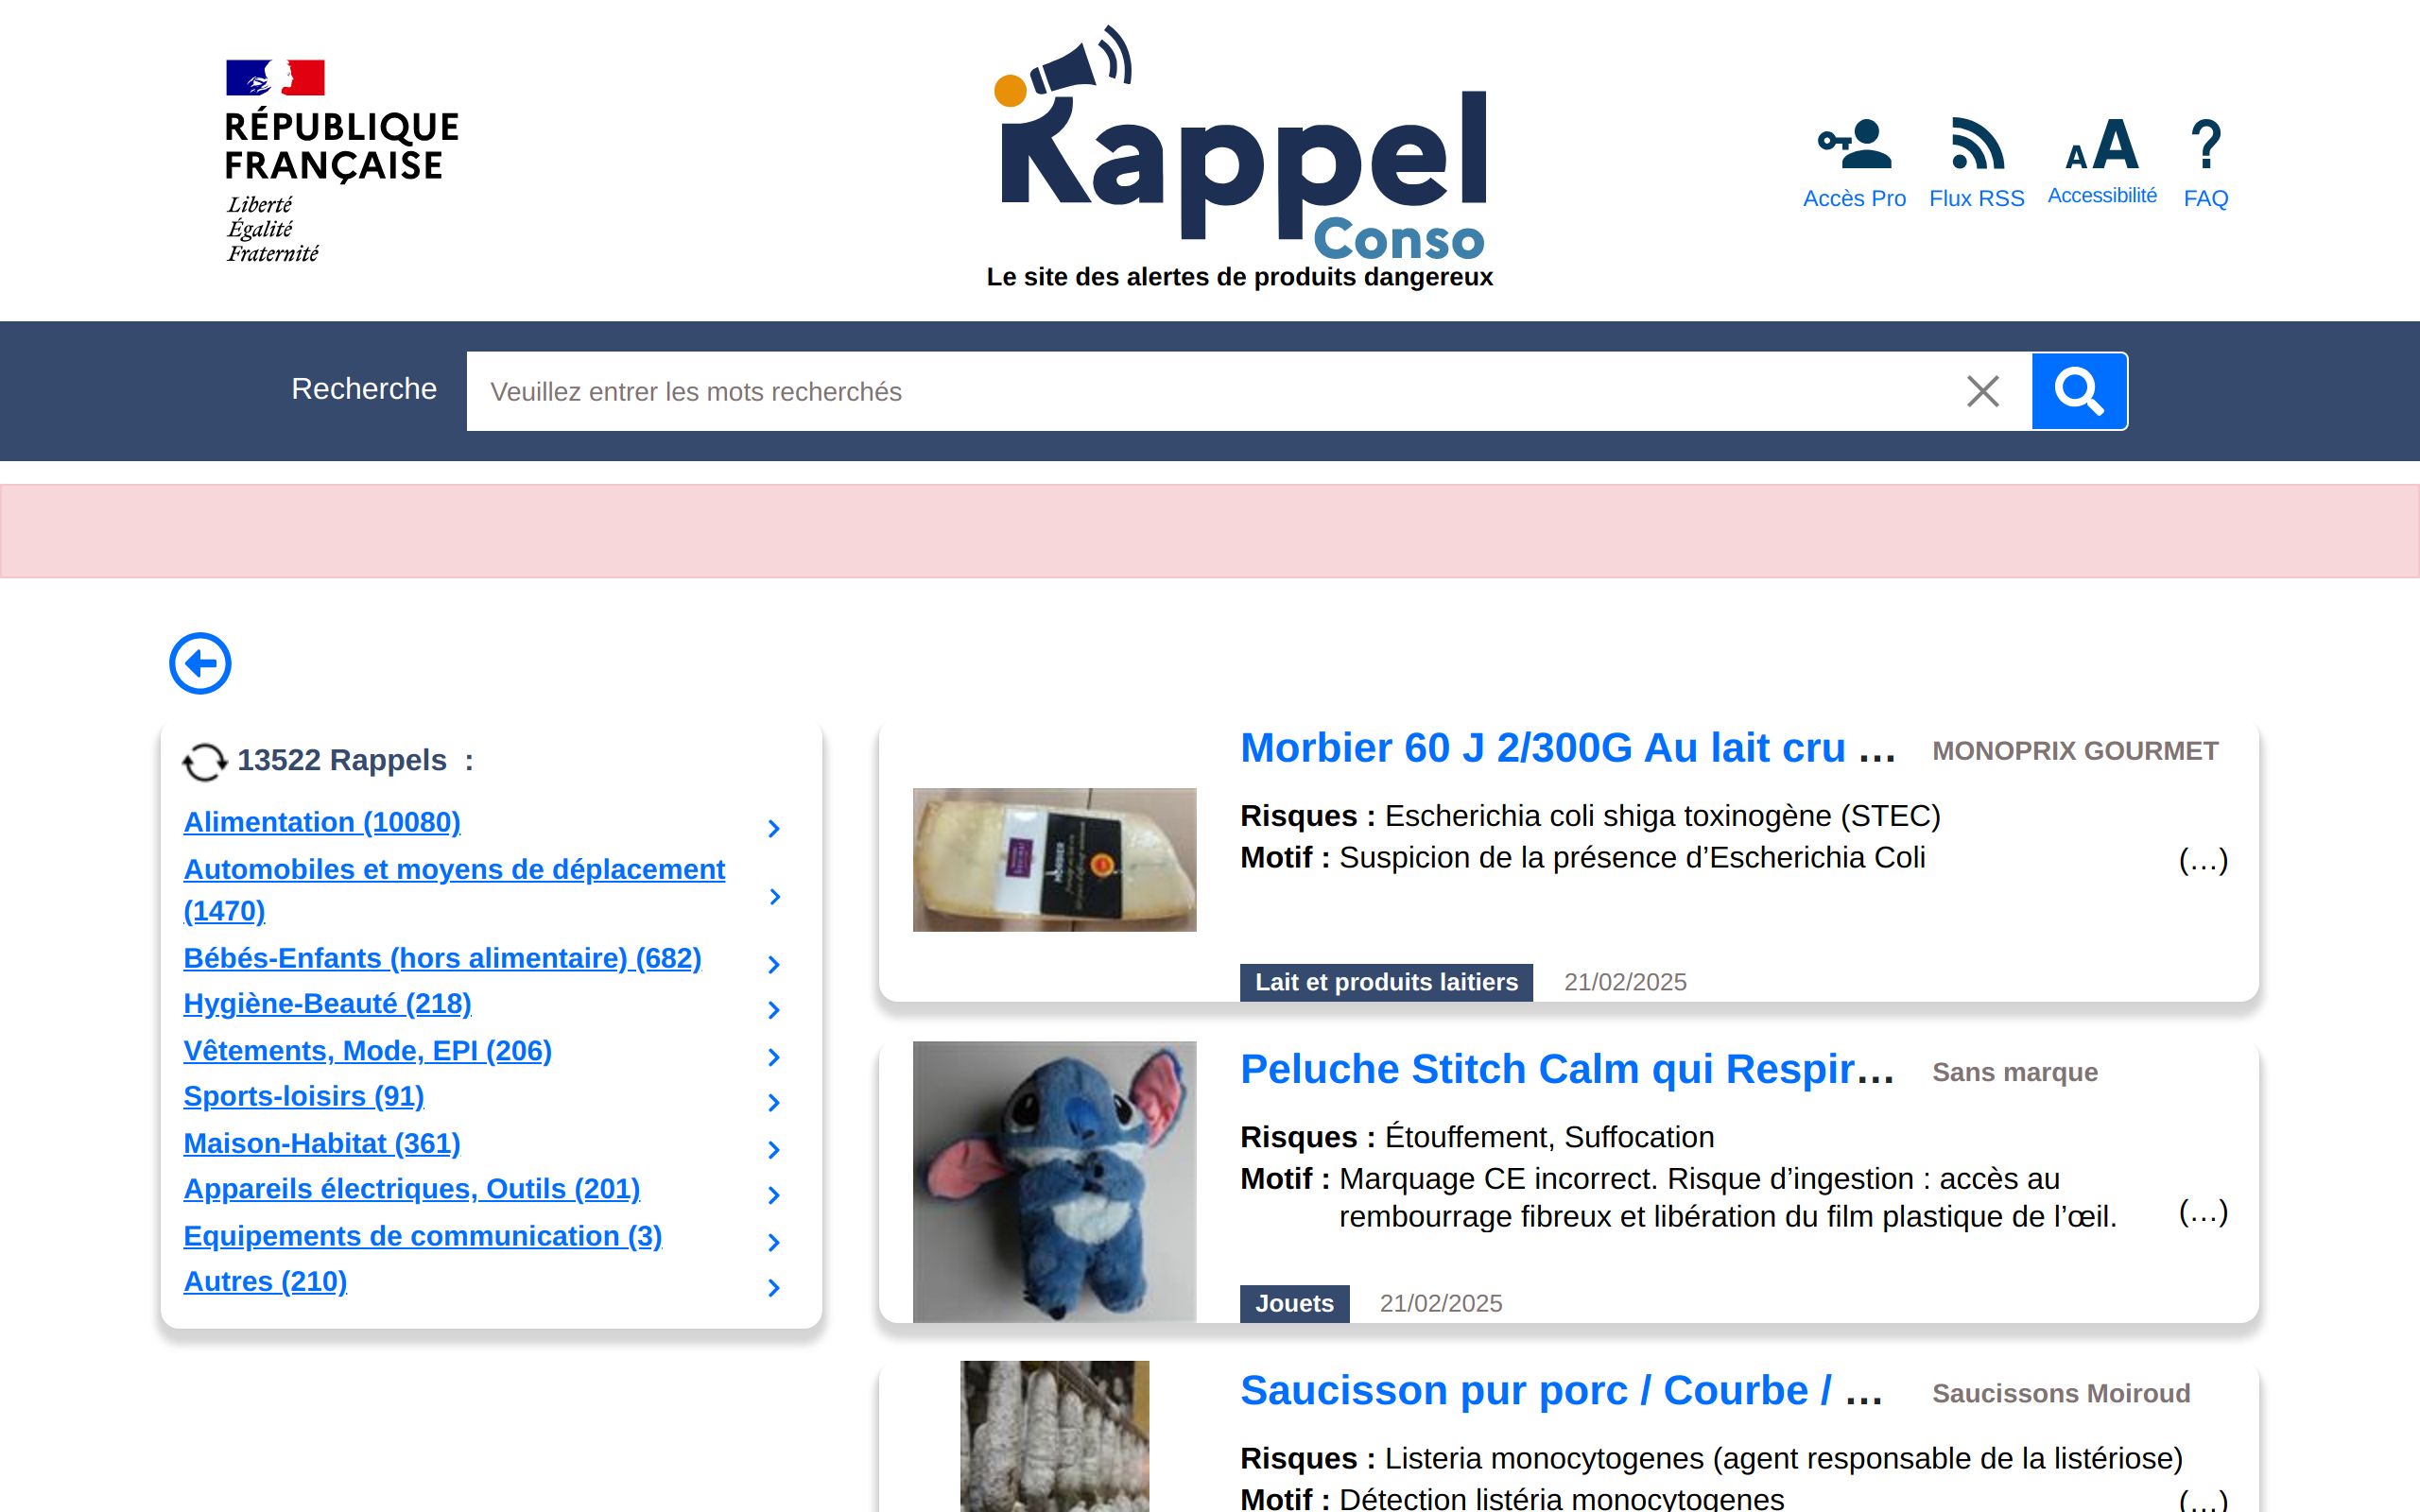 RÉPUBLIQUE
FRANÇAISE
Liberté
Égalité
Fraternité
Rappel
Conso
Le site des alertes de produits dangereux
Accès Pro
Flux RSS
AA
Accessibilité
?
FAQ
Recherche
Veuillez entrer les mots recherchés
13522 Rappels :
Alimentation (10080)
Automobiles et moyens de déplacement
(1470)
Bébés-Enfants (hors alimentaire) (682)
Hygiène-Beauté (218)
Vêtements, Mode, EPI (206)
Sports-loisirs (91)
Maison-Habitat (361)
Appareils électriques, Outils (201)
Equipements de communication (3)
Autres (210)
Morbier 60 J 2/300G Au lait cru ...
MONOPRIX GOURMET
Risques : Escherichia coli shiga toxinogène (STEC)
Motif : Suspicion de la présence d’Escherichia Coli
(...)
MORBIER
Lait et produits laitiers
21/02/2025
Peluche Stitch Calm qui Respir...
Sans marque
Risques : Étouffement, Suffocation
Motif : Marquage CE incorrect. Risque d’ingestion : accès au
rembourrage fibreux et libération du film plastique de l’œil.
(...)
Jouets
21/02/2025
Saucisson pur porc / Courbe / ...
Saucissons Moiroud
Risques : Listeria monocytogenes (agent responsable de la listériose)
Motif : Détection listéria monocytogenes
(...)